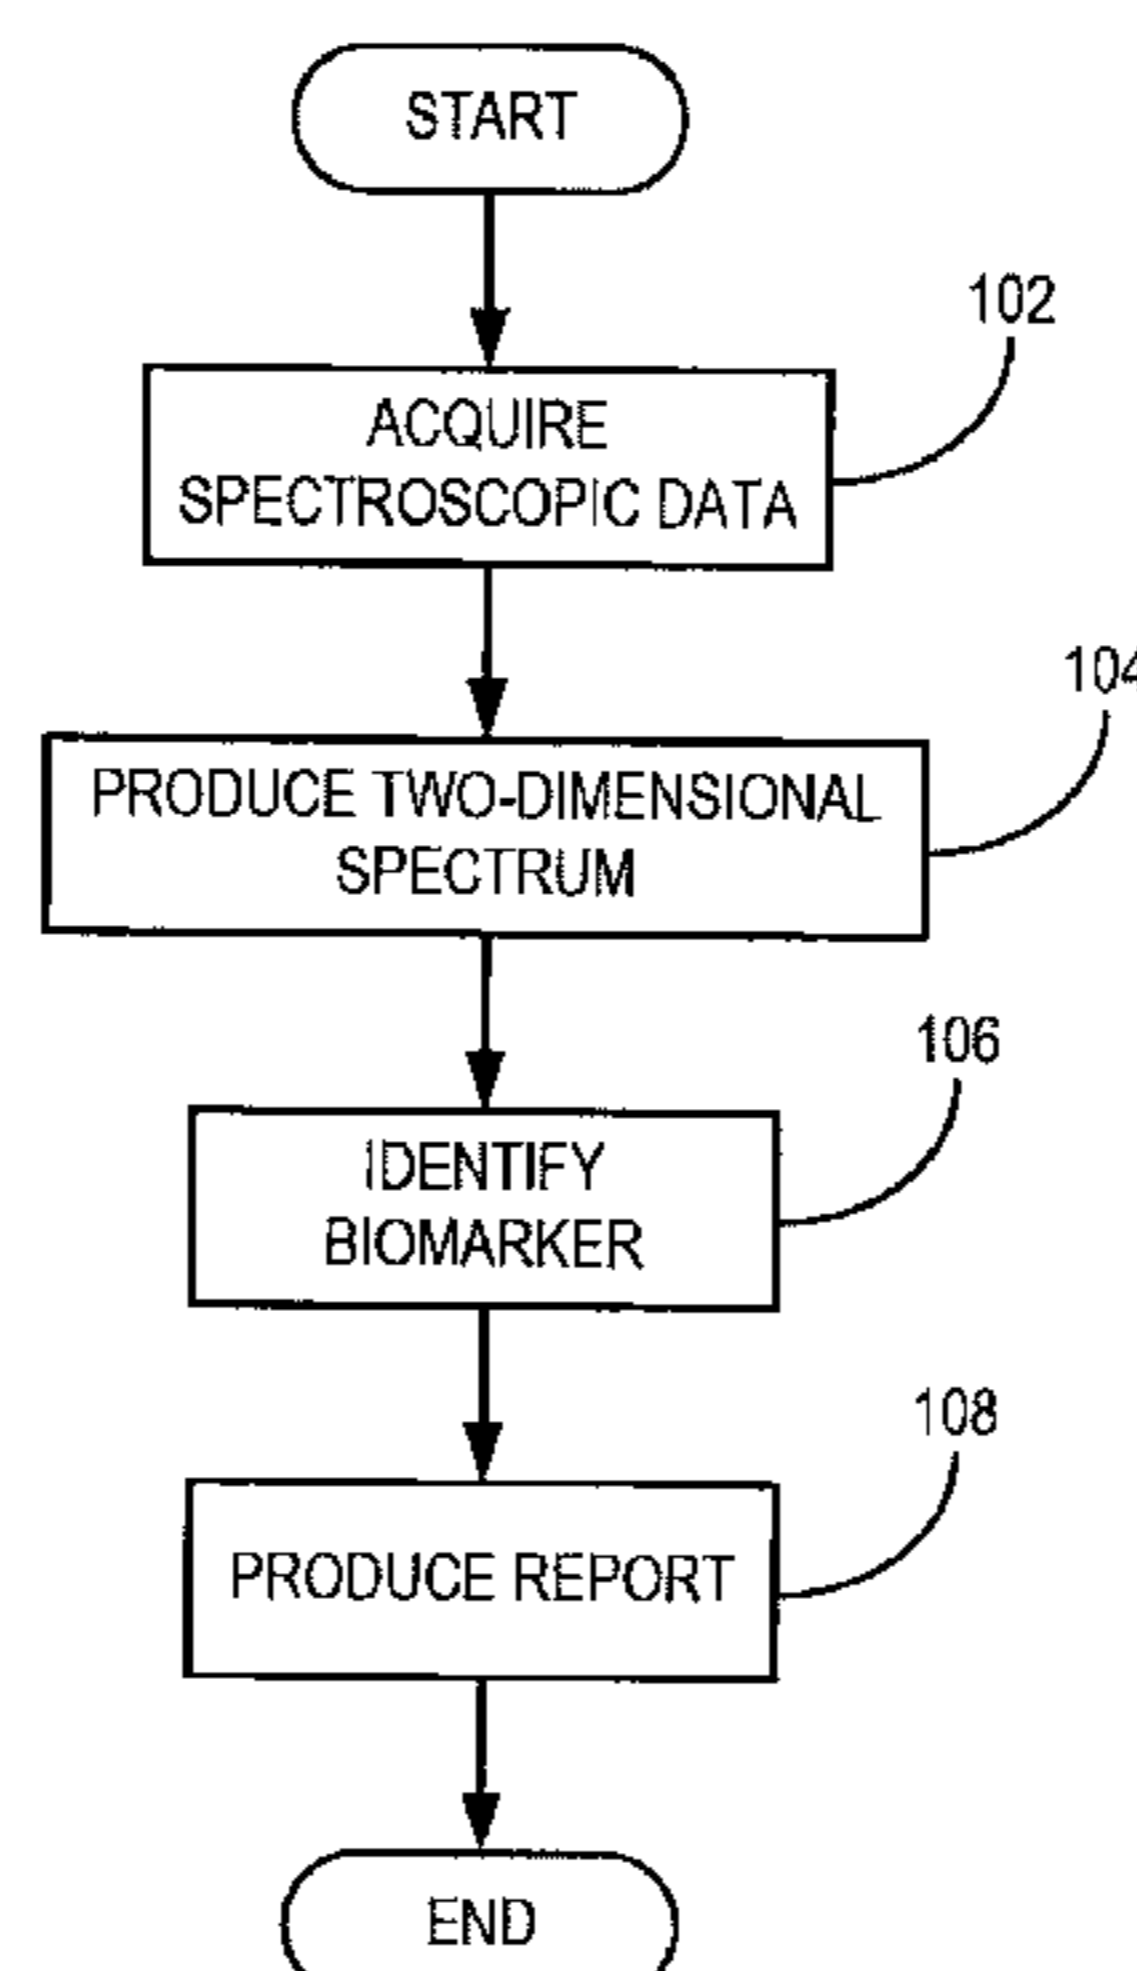 START
102
ACQUIRE
SPECTROSCOPIC DATA
104
PRODUCE TWO-DIMENSIONAL
SPECTRUM
106
IDENTIFY
BIOMARKER
108
PRODUCE REPORT
END